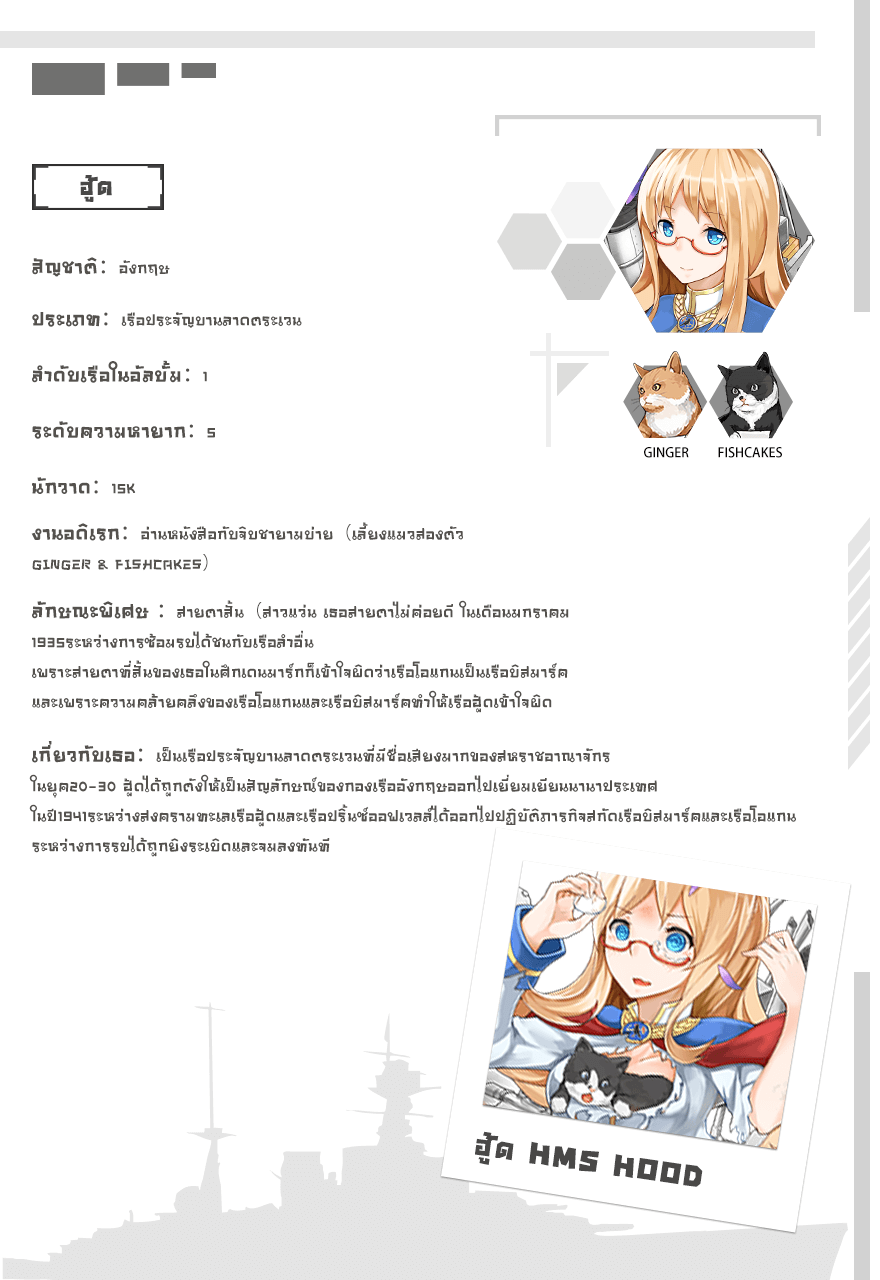 ฮู้ด
สัญชาติ: อังกฤษ
ประเภท: เรือประจัญบานลาดตระเวน
ลำดับเรือในอัลบั้ม: 1
ระดับความหายาก: 5
นักวาด: 15K
งานอดิเรก: อ่านหนังสือกับจิบชายามบ่าย (เลี้ยงแมวสองตัว
GINGER & FISHCAKES)
GINGER
FISHCAKES
ลักษณะพิเศษ : สายตาสั้น (สาวแว่น เธอสายตาไม่ค่อยดี ในเดือนมกราคม
1935ระหว่างการซ้อมรบได้ชนกับเรือลำอื่น
เพราะสายตาที่สั้นของเธอในศึกเดนมาร์กก็เข้าใจผิดว่าเรือโอแกนเป็นเรือบิสมาร์ค
และเพราะความคล้ายคลึงของเรือโอแกนและเรือบิสมาร์คทำให้เรือฮู้ดเข้าใจผิด
เกี่ยวกับเธอ: เป็นเรือประจัญบานลาดตระเวนที่มีชื่อเสียงมากของสหราชอาณาจักร
ในยุค20-30 ฮู้ดได้ถูกตั้งให้เป็นสัญลักษณ์ของกองเรืออังกฤษออกไปเยี่ยมเยียนนานาประเทศ
ในปี1941ระหว่างสงครามทะเลเรือฮู้ดและเรือปริ้นซ์ออฟเวลส์ได้ออกไปปฏิบัติภารกิจสกัดเรือบิสมาร์คและเรือโอแกน
ระหว่างการรบได้ถูกยิงระเบิดและจมลงทันที
ฮู้ด HMS HOOD